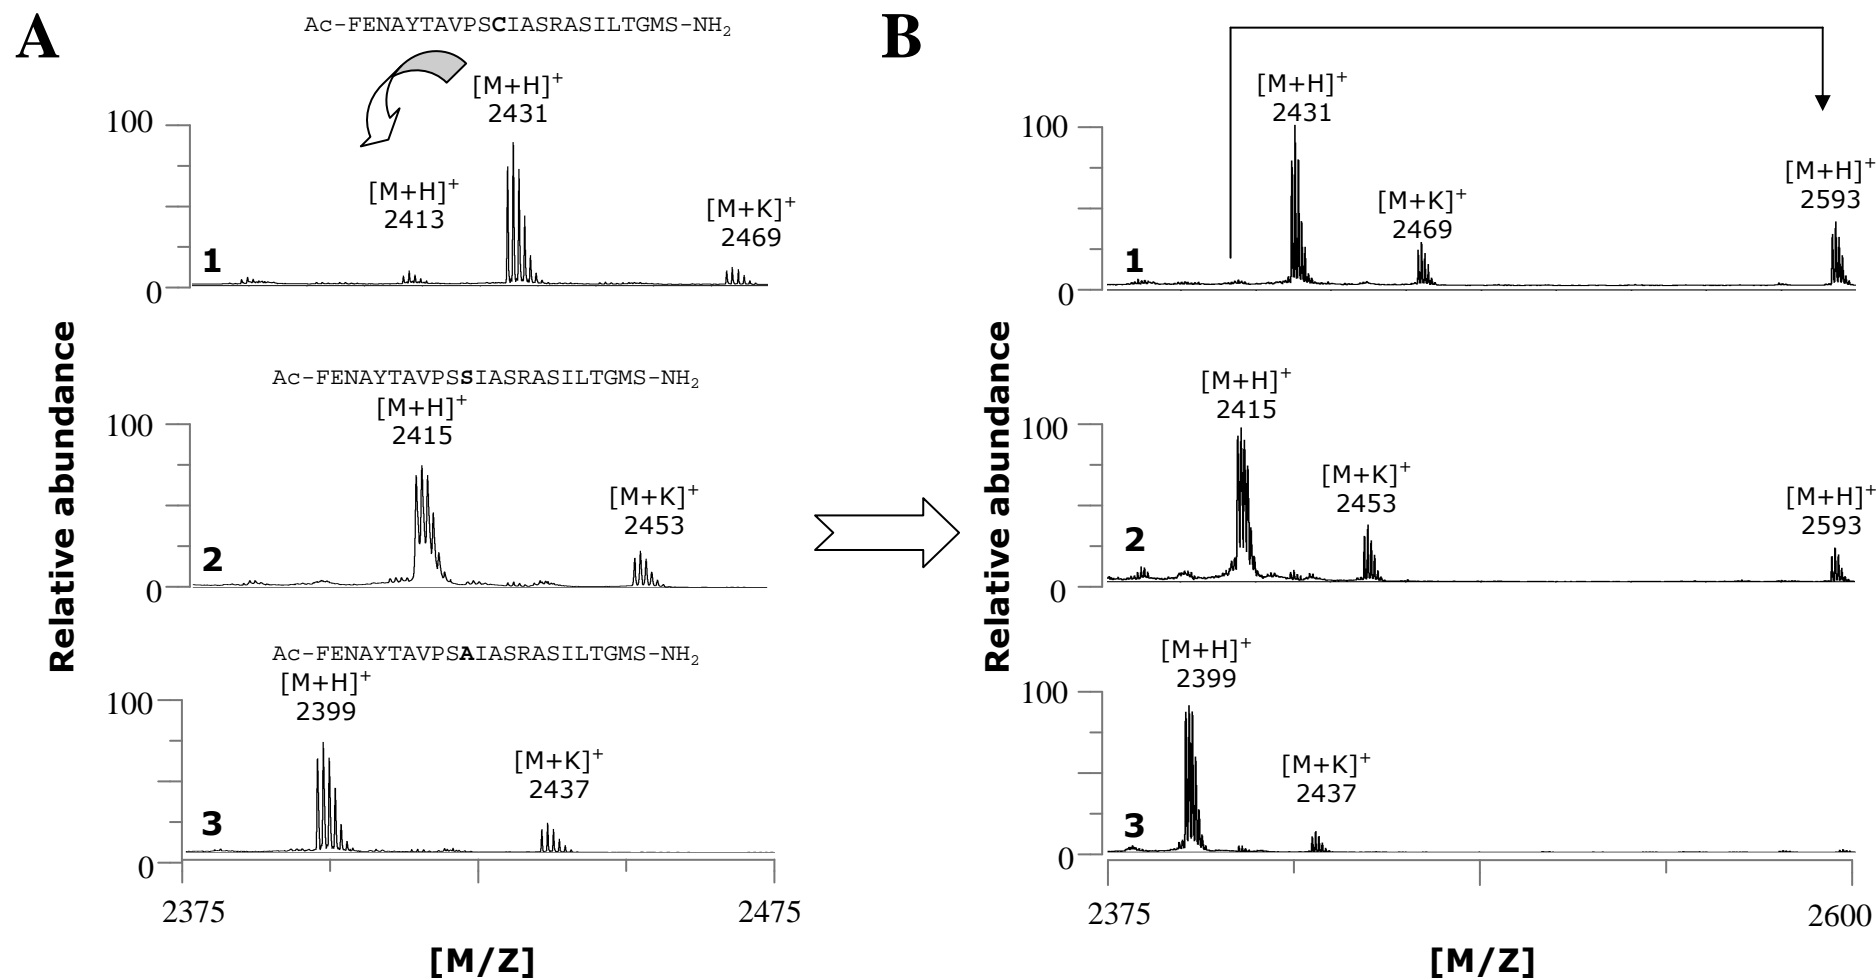 A
Ac-FENAYTAVPSCIASRASILTGMS-NH2
[M+H]+
2431
100
[M+H]+
2413
[M+K]+
2469
1
0
Ac-FENAYTAVPSSIASRASILTGMS-NH2
[M+H]+
2415
100
[M+K]+
2453
2
0
Ac-FENAYTAVPSAIASRASILTGMS-NH2
[M+H]+
2399
100
[M+K]+
2437
3
0
2375
2475
[M/Z]
Relative abundance
B
[M+H]+
2431
100
[M+K]+
2469
[M+H]+
2593
1
0
[M+H]+
2415
100
[M+K]+
2453
[M+H]+
2593
2
0
[M+H]+
2399
100
[M+K]+
2437
3
0
2375
2600
[M/Z]
Relative abundance